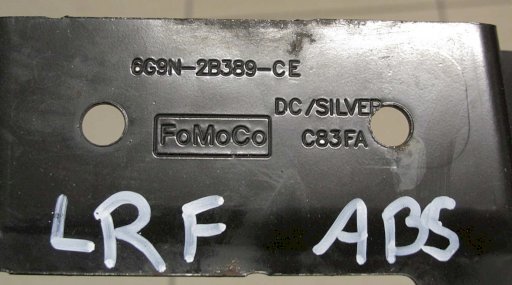 6G9N-2B389-CE
DC/SILVER
FoMoCo C83FA
LRF ABS